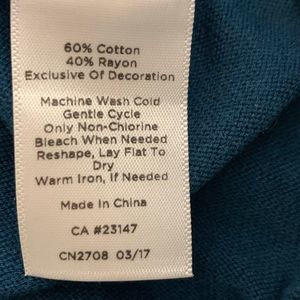 60% Cotton
40% Rayon
Exclusive Of Decoration
Machine Wash Cold
Gentle Cycle
Only Non-Chlorine
Bleach When Needed
Reshape, Lay Flat To
Dry
Warm Iron, If Needed
Made In China
CA #23147
CN2708 03/17